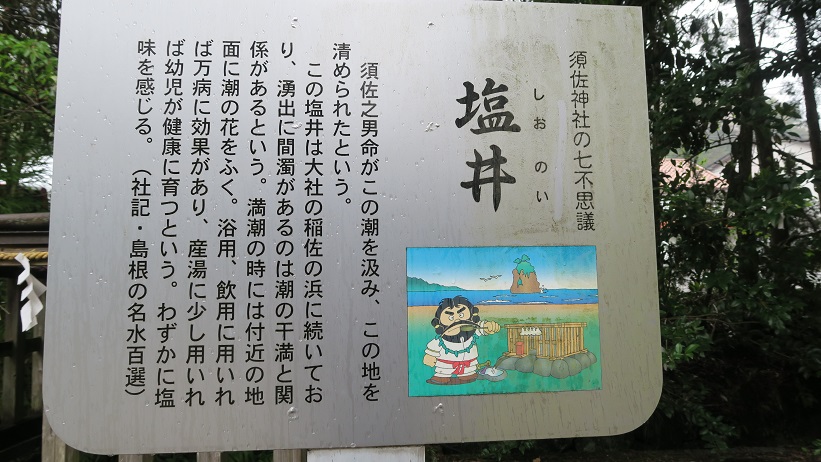 須佐神社の七不思議
しおのい
塩井
須佐之男命がこの潮を汲み、この地を
清められたという。
この塩井は大社の稲佐の浜に続いてお
り、湧出に間濁があるのは潮の干満と関
係があるという。満潮の時には付近の地
面に潮の花をふく。浴用、飲用に用いれ
ば万病に効果があり、産湯に少し用いれ
ば幼児が健康に育つという。わずかに塩
味を感じる。（社記・島根の名水百選）